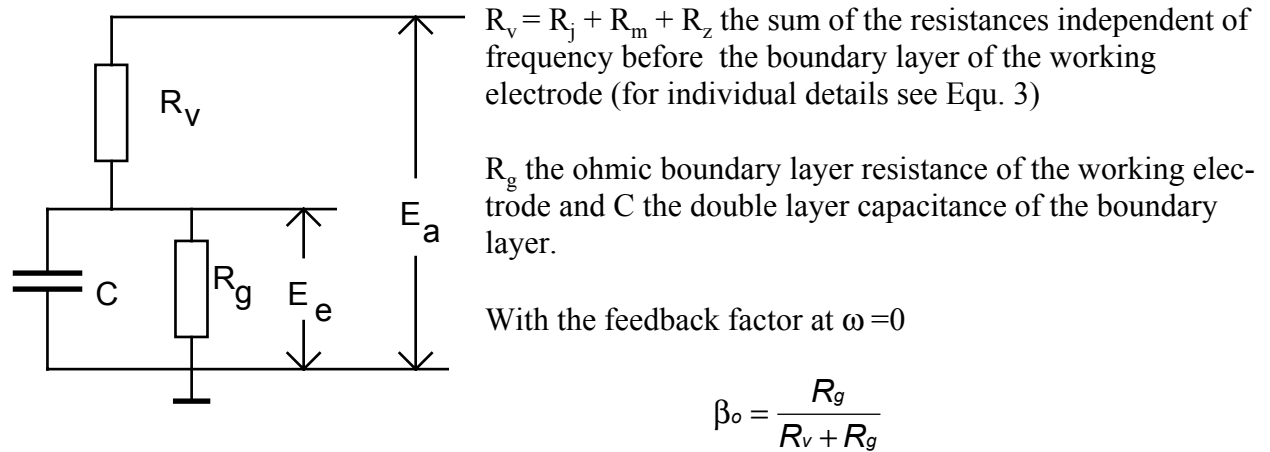 R_v = R_j + R_m + R_z the sum of the resistances independent of
frequency before the boundary layer of the working
electrode (for individual details see Equ. 3)
R_g the ohmic boundary layer resistance of the working elec-
trode and C the double layer capacitance of the boundary
layer.
With the feedback factor at ω =0
β_o = R_g / (R_v + R_g)
R_v
E_a
C
R_g
E_e